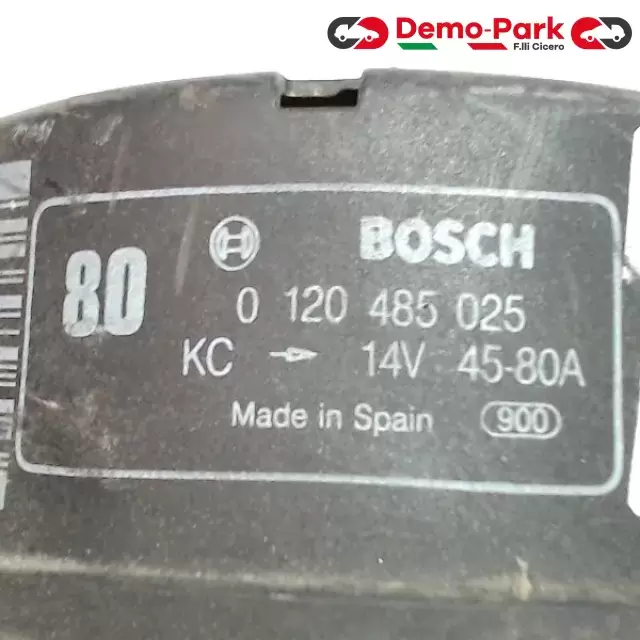 Demo-Park
F.lli Cicero
80 BOSCH
0 120 485 025
KC 14V 45-80A
Made in Spain 900